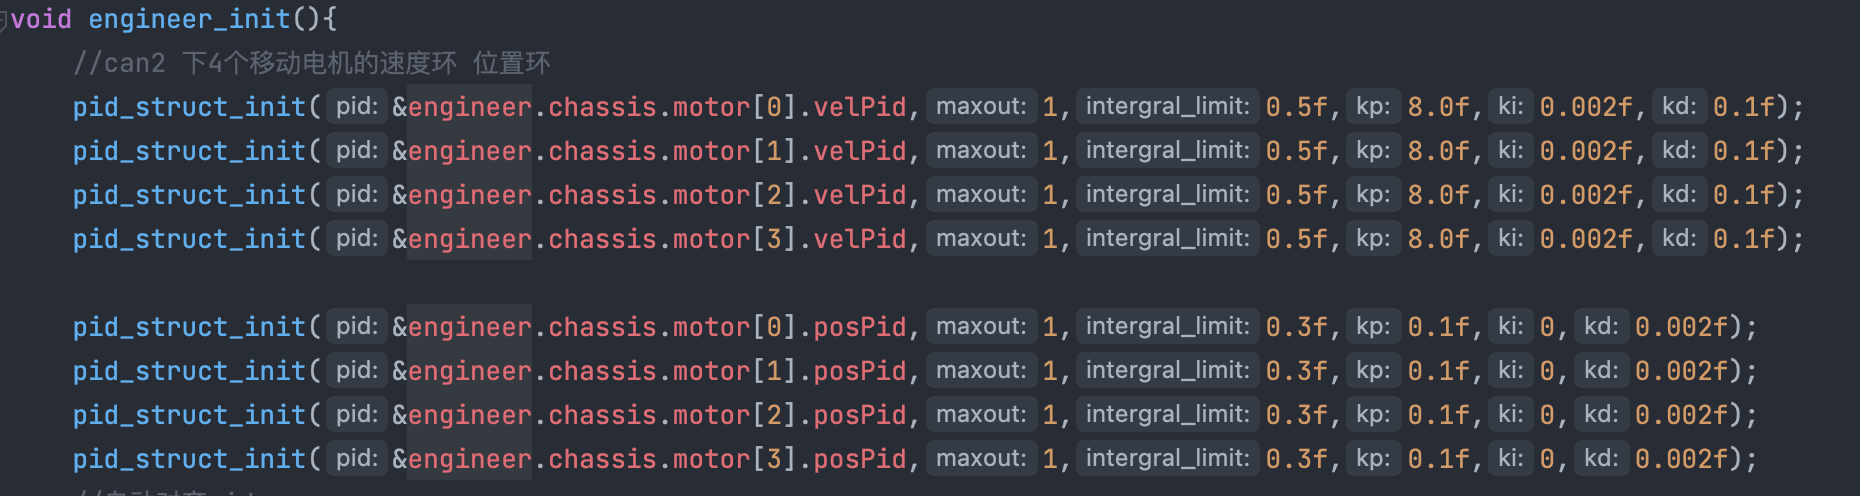 void engineer_init(){
//can2 下4个移动电机的速度环 位置环
pid_struct_init( pid: &engineer.chassis.motor[0].velPid, maxout: 1, intergral_limit: 0.5f, kp: 8.0f, ki: 0.002f, kd: 0.1f);
pid_struct_init( pid: &engineer.chassis.motor[1].velPid, maxout: 1, intergral_limit: 0.5f, kp: 8.0f, ki: 0.002f, kd: 0.1f);
pid_struct_init( pid: &engineer.chassis.motor[2].velPid, maxout: 1, intergral_limit: 0.5f, kp: 8.0f, ki: 0.002f, kd: 0.1f);
pid_struct_init( pid: &engineer.chassis.motor[3].velPid, maxout: 1, intergral_limit: 0.5f, kp: 8.0f, ki: 0.002f, kd: 0.1f);
pid_struct_init( pid: &engineer.chassis.motor[0].posPid, maxout: 1, intergral_limit: 0.3f, kp: 0.1f, ki: 0, kd: 0.002f);
pid_struct_init( pid: &engineer.chassis.motor[1].posPid, maxout: 1, intergral_limit: 0.3f, kp: 0.1f, ki: 0, kd: 0.002f);
pid_struct_init( pid: &engineer.chassis.motor[2].posPid, maxout: 1, intergral_limit: 0.3f, kp: 0.1f, ki: 0, kd: 0.002f);
pid_struct_init( pid: &engineer.chassis.motor[3].posPid, maxout: 1, intergral_limit: 0.3f, kp: 0.1f, ki: 0, kd: 0.002f);